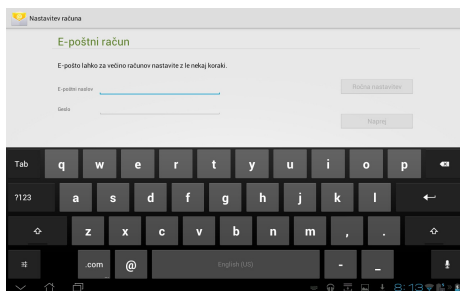 Nastavitev računa
E-poštni račun
E-pošto lahko za večino računov nastavite z le nekaj koraki.
E-poštni naslov
Ročna nastavitev
Geslo
Naprej
Tab q w e r t y u i o p
?123 a s d f g h j k l
z x c v b n m , .
.com @ English (US) - _
8:13